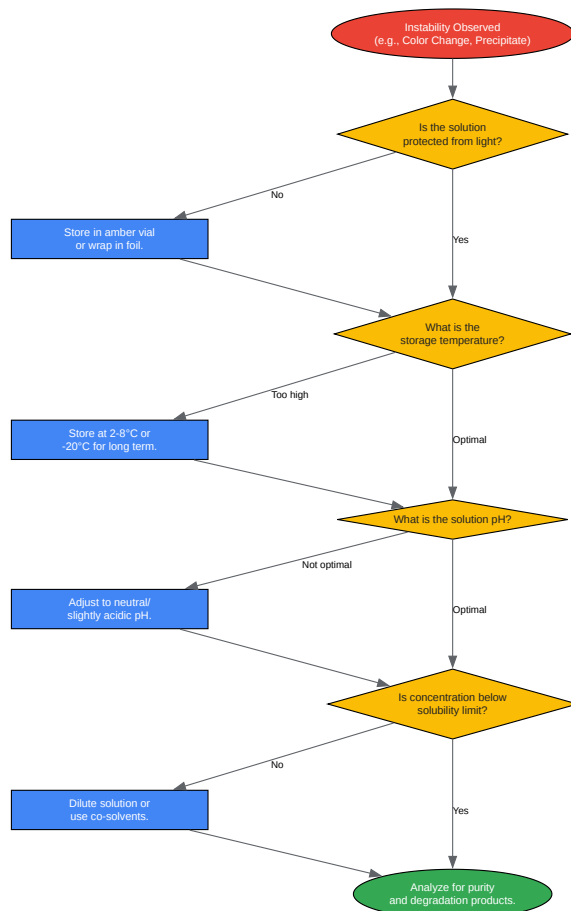 Instability Observed
(e.g., Color Change, Precipitate)
Is the solution
protected from light?
No
Yes
Store in amber vial
or wrap in foil.
What is the
storage temperature?
Too high
Optimal
Store at 2-8°C or
-20°C for long term.
What is the solution pH?
Not optimal
Optimal
Adjust to neutral/
slightly acidic pH.
Is concentration below
solubility limit?
No
Yes
Dilute solution or
use co-solvents.
Analyze for purity
and degradation products.